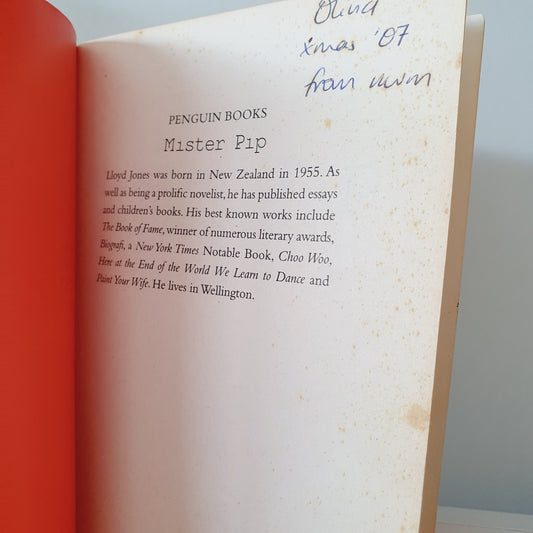 xmas '07
from mum
PENGUIN BOOKS
Mister Pip
Lloyd Jones was born in New Zealand in 1955. As
well as being a prolific novelist, he has published essays
and children's books. His best known works include
The Book of Fame, winner of numerous literary awards,
Biografi, a New York Times Notable Book, Choo Woo,
Here at the End of the World We Learn to Dance and
Paint Your Wife. He lives in Wellington.